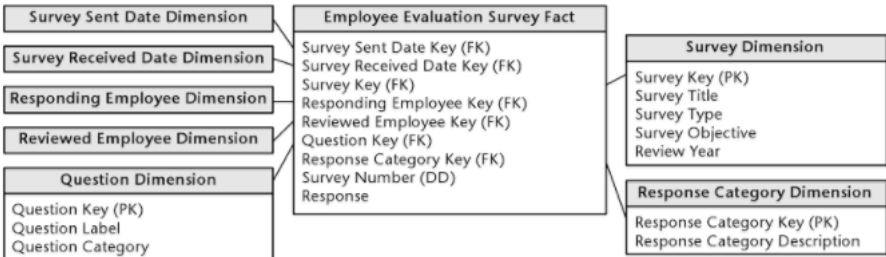 Survey Sent Date Dimension
Survey Received Date Dimension
Responding Employee Dimension
Reviewed Employee Dimension
Question Dimension
Question Key (PK)
Question Label
Question Category
Employee Evaluation Survey Fact
Survey Sent Date Key (FK)
Survey Received Date Key (FK)
Survey Key (FK)
Responding Employee Key (FK)
Reviewed Employee Key (FK)
Question Key (FK)
Response Category Key (FK)
Survey Number (DD)
Response
Survey Dimension
Survey Key (PK)
Survey Title
Survey Type
Survey Objective
Review Year
Response Category Dimension
Response Category Key (PK)
Response Category Description